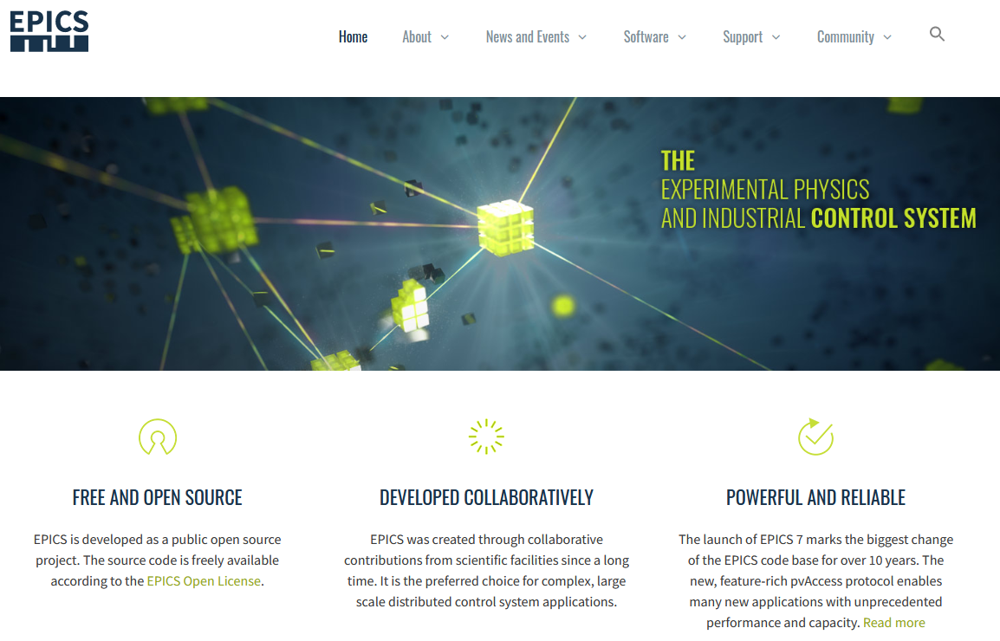 EPICS
Home About News and Events Software Support Community
THE
EXPERIMENTAL PHYSICS
AND INDUSTRIAL CONTROL SYSTEM
FREE AND OPEN SOURCE
EPICS is developed as a public open source
project. The source code is freely available
according to the EPICS Open License.
DEVELOPED COLLABORATIVELY
EPICS was created through collaborative
contributions from scientific facilities since a long
time. It is the preferred choice for complex, large
scale distributed control system applications.
POWERFUL AND RELIABLE
The launch of EPICS 7 marks the biggest change
of the EPICS code base for over 10 years. The
new, feature-rich pvAccess protocol enables
many new applications with unprecedented
performance and capacity. Read more